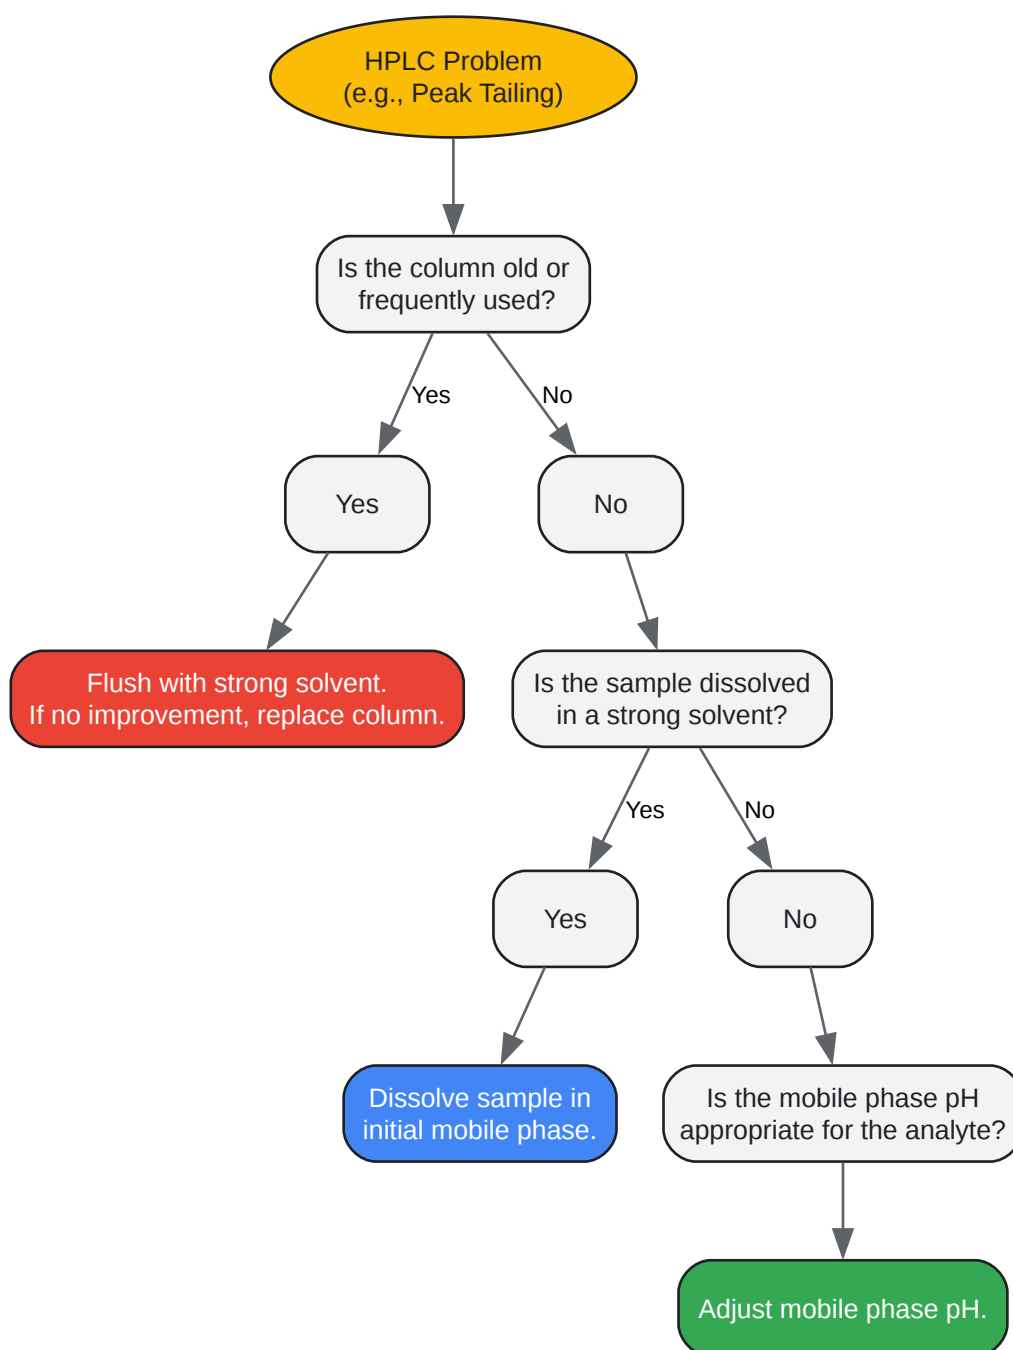 HPLC Problem
(e.g., Peak Tailing)
Is the column old or
frequently used?
Yes
No
Yes
No
Flush with strong solvent.
If no improvement, replace column.
Is the sample dissolved
in a strong solvent?
Yes
No
Yes
No
Dissolve sample in
initial mobile phase.
Is the mobile phase pH
appropriate for the analyte?
Adjust mobile phase pH.